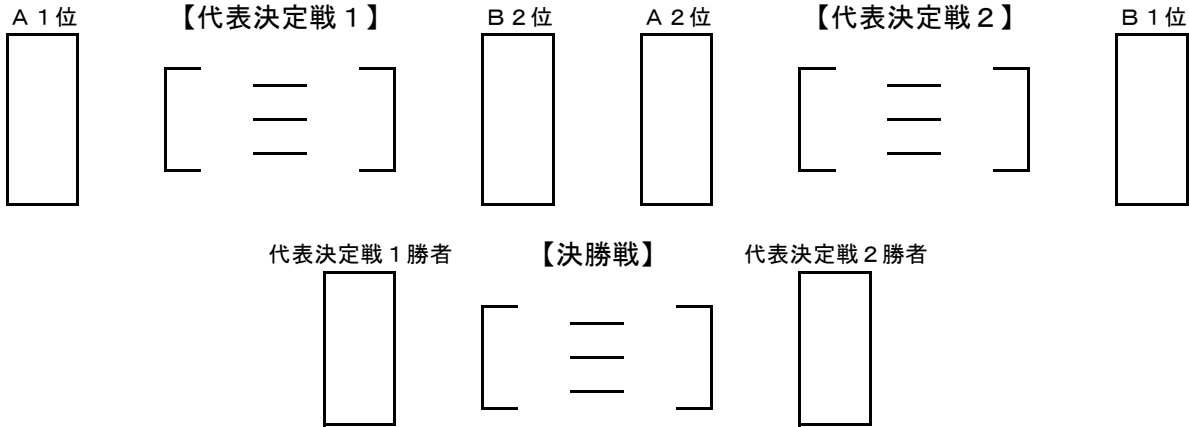 A1位 【代表決定戦1】 B2位 A2位 【代表決定戦2】 B1位
代表決定戦1勝者 【決勝戦】 代表決定戦2勝者